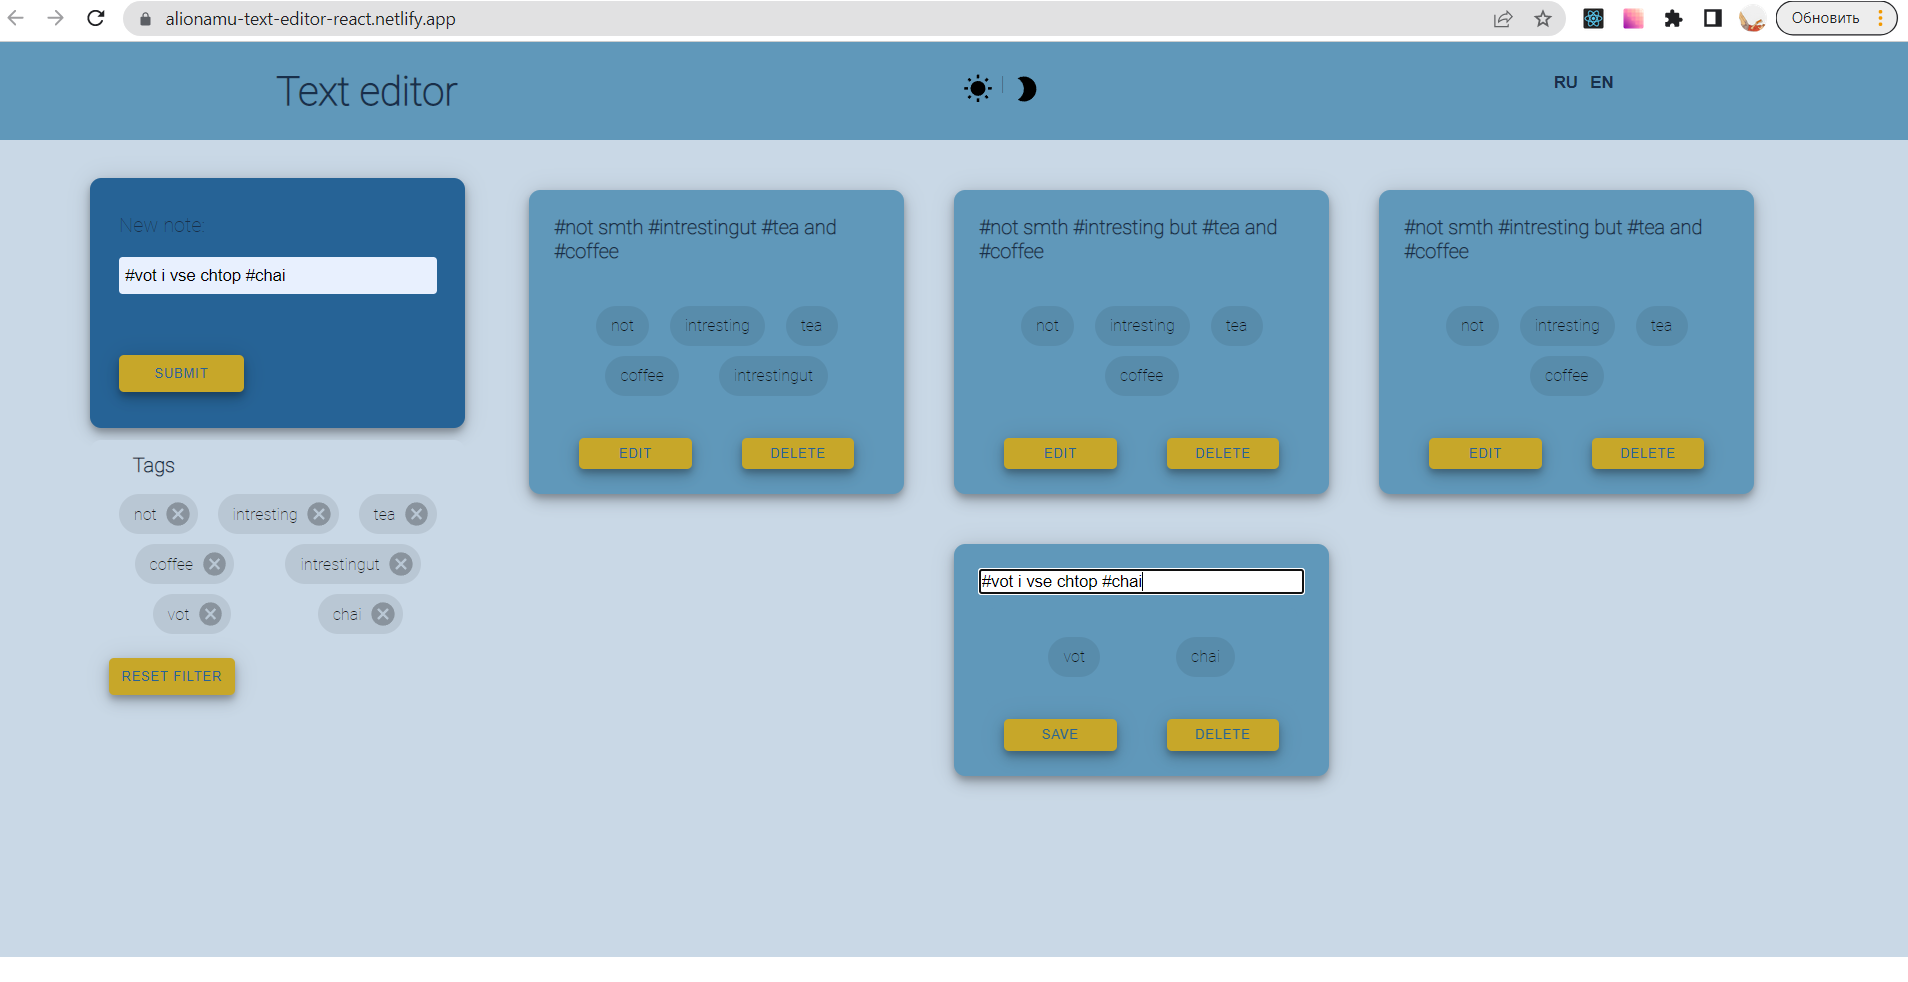 alionamu-text-editor-react.netlify.app
Обновить
Text editor
RU EN
New note:
#vot i vse chtop #chai
SUBMIT
Tags
not
intresting
tea
coffee
intrestingut
vot
chai
RESET FILTER
#not smth #intrestingut #tea and
#coffee
not
intresting
tea
coffee
intrestingut
EDIT
DELETE
#not smth #intresting but #tea and
#coffee
not
intresting
tea
coffee
EDIT
DELETE
#not smth #intresting but #tea and
#coffee
not
intresting
tea
coffee
EDIT
DELETE
#vot i vse chtop #chai
vot
chai
SAVE
DELETE